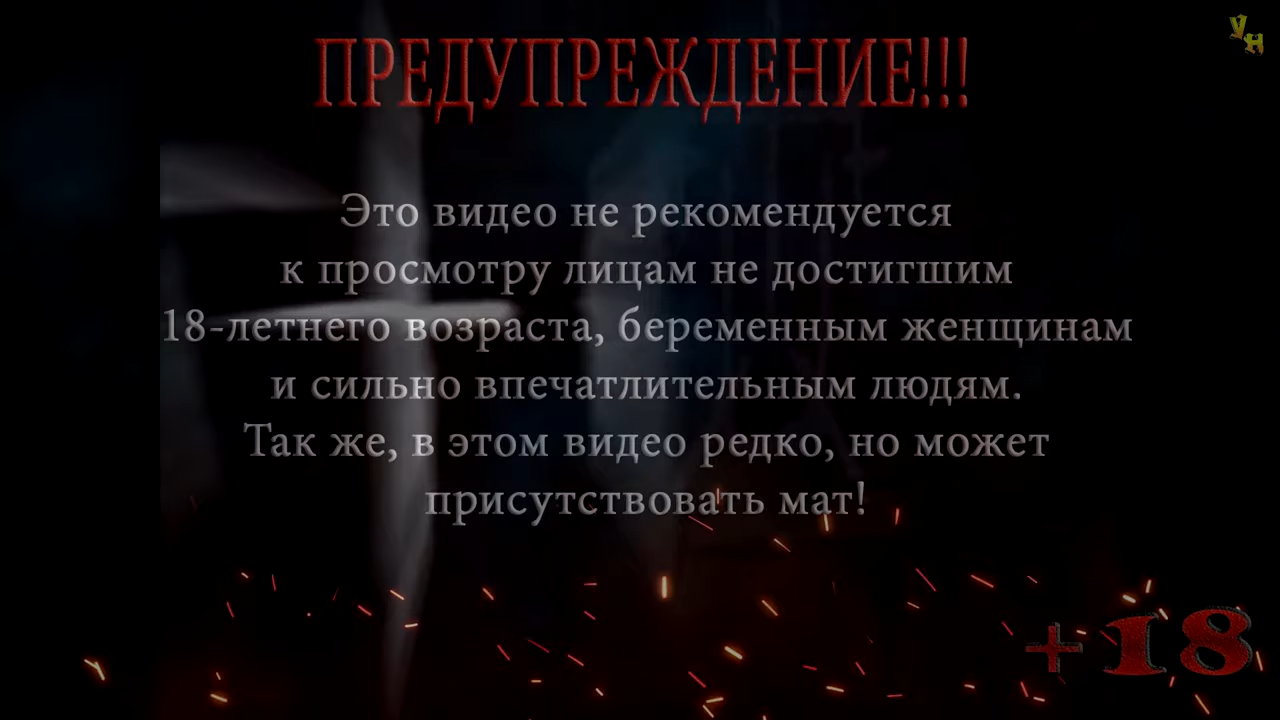 УН
ПРЕДУПРЕЖДЕНИЕ!!!
Это видео не рекомендуется
к просмотру лицам не достигшим
18-летнего возраста, беременным женщинам
и сильно впечатлительным людям.
Так же, в этом видео редко, но может
присутствовать мат!
+18